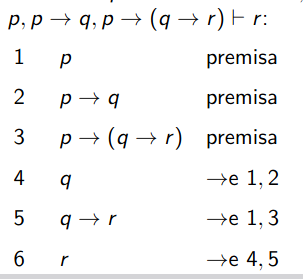 p, p → q, p → (q → r) ⊢ r:
1 p premisa
2 p → q premisa
3 p → (q → r) premisa
4 q →e 1, 2
5 q → r →e 1, 3
6 r →e 4, 5